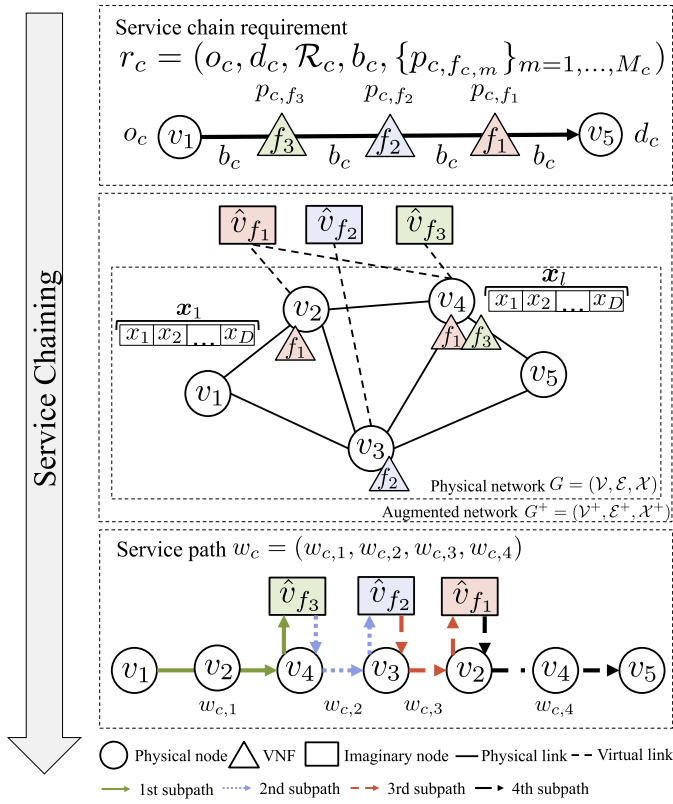 Service Chaining
Service chain requirement
r_c = (o_c, d_c, ℛ_c, b_c, {p_{c,f_{c,m}}}_{m=1,...,M_c})
p_{c,f_3} p_{c,f_2} p_{c,f_1}
o_c v_1 f_3 f_2 f_1 v_5 d_c
b_c b_c b_c b_c
v̂_{f_1} v̂_{f_2} v̂_{f_3}
x_1 x_l
x_1 x_2 ... x_D v_2 v_4 x_1 x_2 ... x_D
f_1 f_1 f_3
v_1 v_5
v_3
f_2
Physical network G = (𝒱, ℰ, 𝒳)
Augmented network G^+ = (𝒱^+, ℰ^+, 𝒳^+)
Service path w_c = (w_{c,1}, w_{c,2}, w_{c,3}, w_{c,4})
v̂_{f_3} v̂_{f_2} v̂_{f_1}
v_1 v_2 v_4 v_3 v_2 v_4 v_5
w_{c,1} w_{c,2} w_{c,3} w_{c,4}
Physical node VNF Imaginary node Physical link Virtual link
1st subpath 2nd subpath 3rd subpath 4th subpath